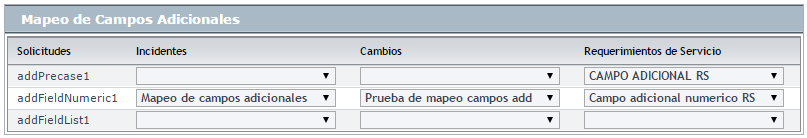 Mapeo de Campos Adicionales
Solicitudes Incidentes Cambios Requerimientos de Servicio
addPrecase1 CAMPO ADICIONAL RS
addFieldNumeric1 Mapeo de campos adicionales Prueba de mapeo campos add Campo adicional numerico RS
addFieldList1